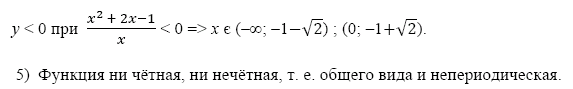 y < 0 при (x² + 2x−1)/x < 0 => x є (−∞; −1−√2) ; (0; −1+√2).
5) Функция ни чётная, ни нечётная, т. е. общего вида и непериодическая.